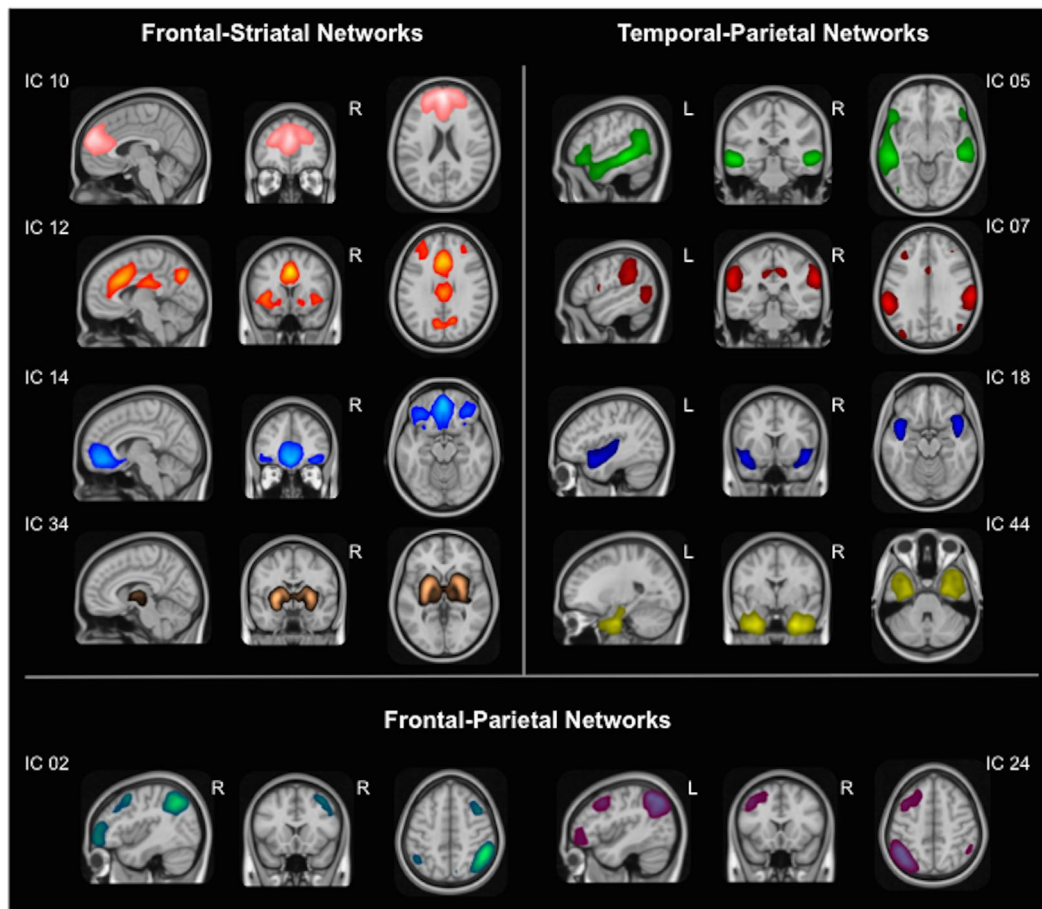 Frontal-Striatal Networks
IC 10
R
IC 12
R
IC 14
R
IC 34
R
Temporal-Parietal Networks
IC 05
L
R
IC 07
L
R
IC 18
L
R
IC 44
L
R
Frontal-Parietal Networks
IC 02
R
R
IC 24
L
R